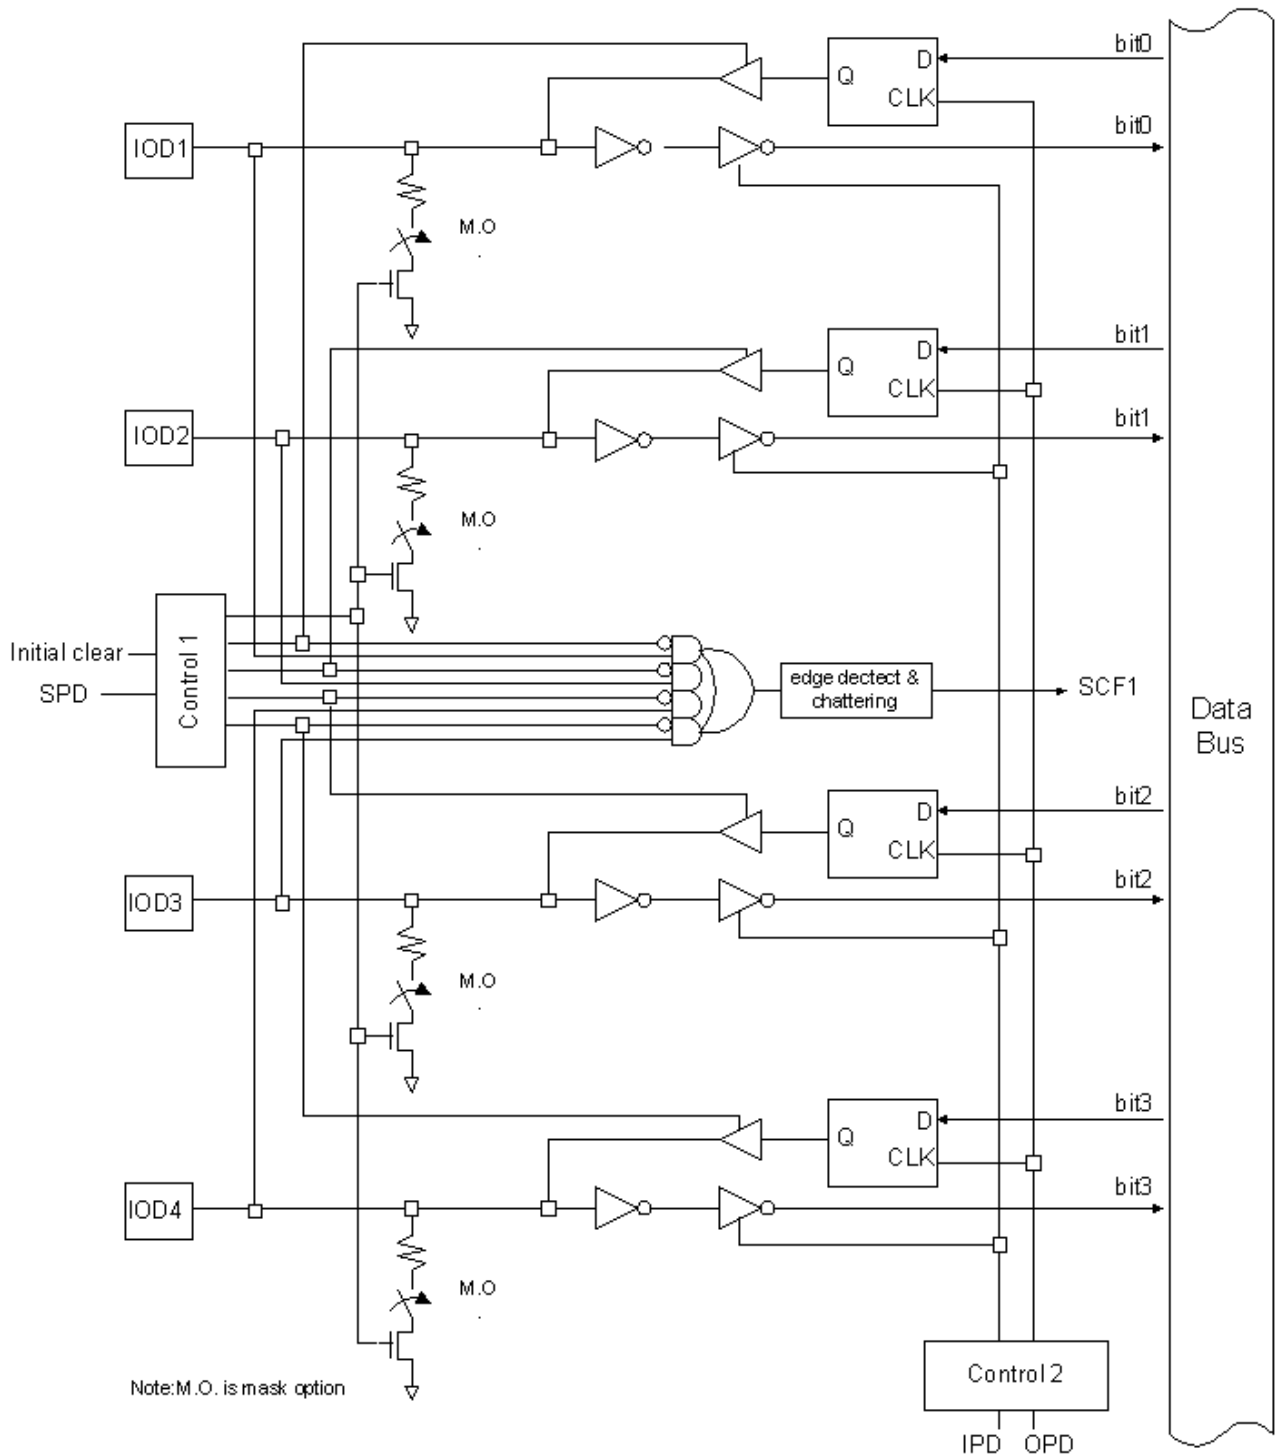 bit0
D
Q
CLK
bit0
IOD1
M.O
.
bit1
D
Q
CLK
bit1
IOD2
M.O
.
Initial clear
SPD
Control 1
edge dectect &
chattering
SCF1
Data
Bus
bit2
D
Q
CLK
bit2
IOD3
M.O
.
bit3
D
Q
CLK
bit3
IOD4
M.O
.
Control 2
Note:M.O. is mask option
IPD OPD